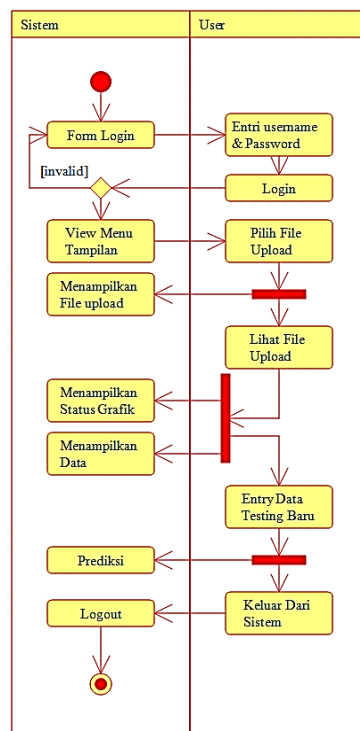 Sistem
User
Form Login
Entri username
& Password
[invalid]
Login
View Menu
Tampilan
Pilih File
Upload
Menampilkan
File upload
Lihat File
Upload
Menampilkan
Status Grafik
Menampilkan
Data
Entry Data
Testing Baru
Prediksi
Keluar Dari
Sistem
Logout